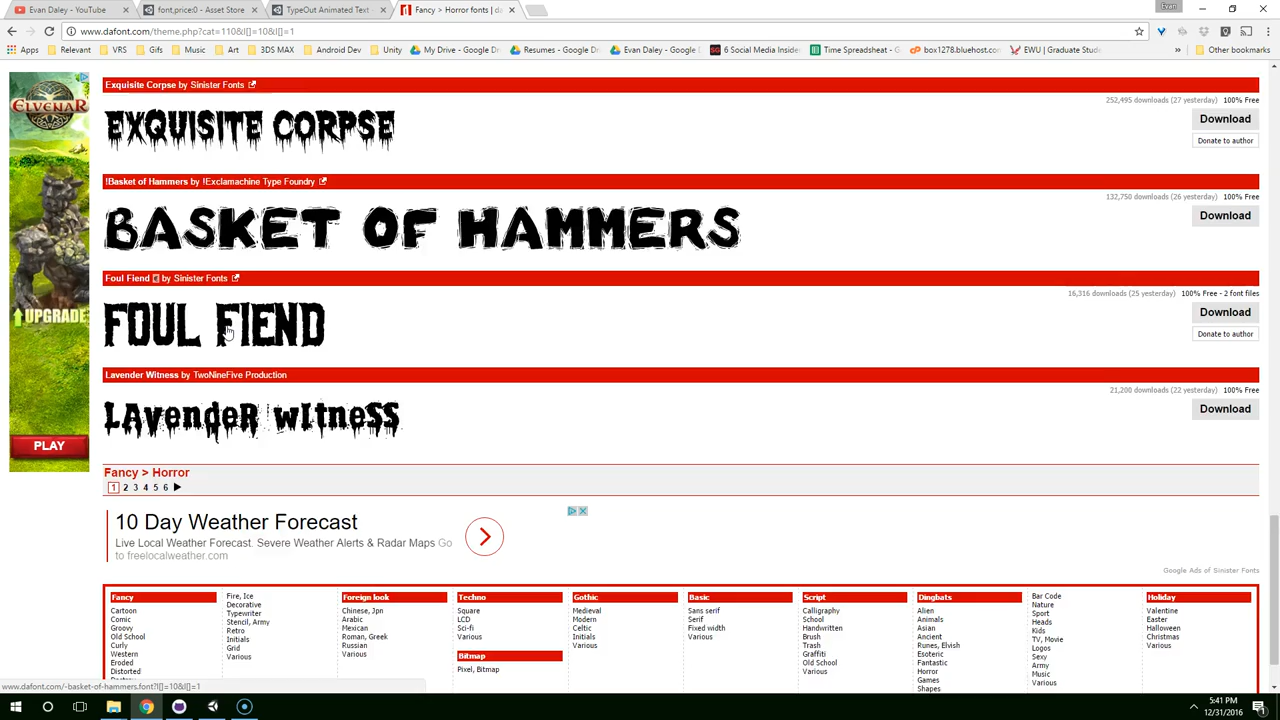 Evan Daley - YouTube
font,price:0 - Asset Store
TypeOut Animated Text
Fancy > Horror fonts | da
Evan
www.dafont.com/theme.php?cat=110&l[]=10&l[]=1
Apps
Relevant
VRS
Gifs
Music
Art
3DS MAX
Android Dev
Unity
My Drive - Google Dr
Resumes - Google Dri
Evan Daley - Google
6 Social Media Inside
Time Spreadsheet - G
box1278.bluehost.co
EWU | Graduate Stud
»
Other bookmarks
ELVENAR
UPGRADE
PLAY
Exquisite Corpse by Sinister Fonts
252,495 downloads (27 yesterday) 100% Free
EXQUISITE CORPSE
Download
Donate to author
!Basket of Hammers by !Exclamachine Type Foundry
132,750 downloads (26 yesterday) 100% Free
BASKET OF HAMMERS
Download
Foul Fiend € by Sinister Fonts
16,316 downloads (25 yesterday) 100% Free - 2 font files
FOUL FIEND
Download
Donate to author
Lavender Witness by TwoNineFive Production
21,200 downloads (22 yesterday) 100% Free
LAvendeR wItneSS
Download
Fancy > Horror
1 2 3 4 5 6
10 Day Weather Forecast
Live Local Weather Forecast. Severe Weather Alerts & Radar Maps Go
to freelocalweather.com
Google Ads of Sinister Fonts
Fancy
Cartoon
Comic
Groovy
Old School
Curly
Western
Eroded
Distorted
Fire, Ice
Decorative
Typewriter
Stencil, Army
Retro
Initials
Grid
Various
Foreign look
Chinese, Jpn
Arabic
Mexican
Roman, Greek
Russian
Various
Techno
Square
LCD
Sci-fi
Various
Bitmap
Pixel, Bitmap
Gothic
Medieval
Modern
Celtic
Initials
Various
Basic
Sans serif
Serif
Fixed width
Various
Script
Calligraphy
School
Handwritten
Brush
Trash
Graffiti
Old School
Various
Dingbats
Alien
Animals
Asian
Ancient
Runes, Elvish
Esoteric
Fantastic
Horror
Games
Shapes
Bar Code
Nature
Sport
Heads
Kids
TV, Movie
Logos
Sexy
Army
Music
Various
Holiday
Valentine
Easter
Halloween
Christmas
Various
www.dafont.com/-basket-of-hammers.font?l[]=10&l[]=1
5:41 PM
12/31/2016